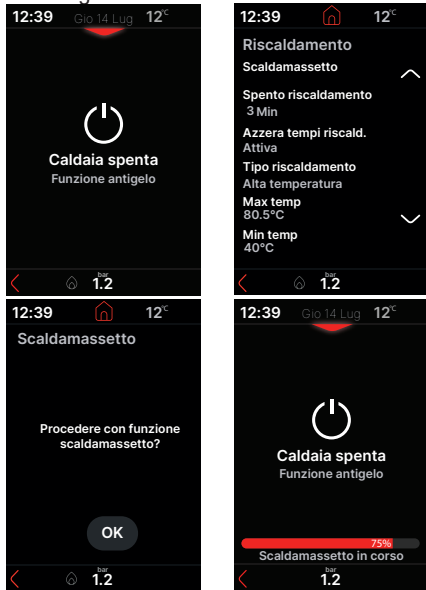 12:39 Gio 14 Lug 12°C
Caldaia spenta
Funzione antigelo
bar
1.2
12:39 12°C
Riscaldamento
Scaldamassetto
Spento riscaldamento
3 Min
Azzera tempi riscald.
Attiva
Tipo riscaldamento
Alta temperatura
Max temp
80.5°C
Min temp
40°C
bar
1.2
12:39 12°C
Scaldamassetto
Procedere con funzione
scaldamassetto?
OK
bar
1.2
12:39 Gio 14 Lug 12°C
Caldaia spenta
Funzione antigelo
75%
Scaldamassetto in corso
bar
1.2